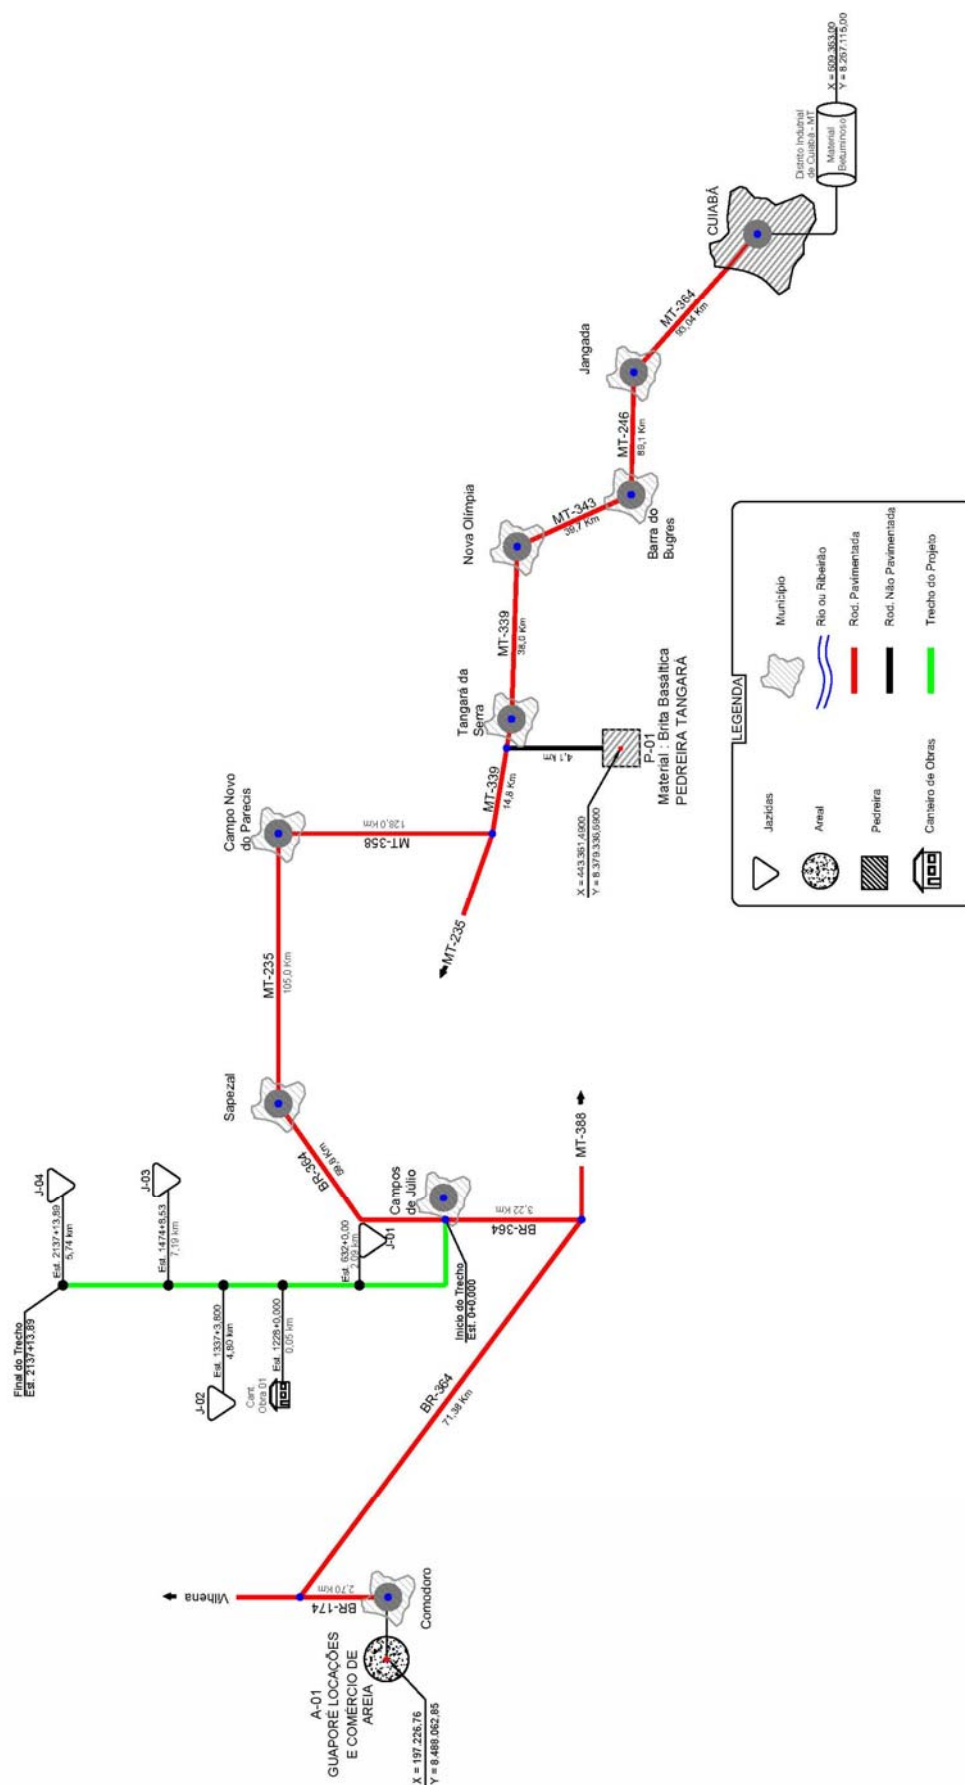 X = 609.363,00
Y = 8.257.115,00
Distrito Indutrial
de Cuiabá - MT
Material
Betuminoso
CUIABÁ
MT-364
93,04 Km
Jangada
MT-246
89,1 Km
Barra do
Bugres
MT-343
39,7 Km
Nova Olímpia
MT-339
38,0 Km
Tangará da
Serra
4,1 km
P-01
Material : Brita Basáltica
PEDREIRA TANGARÁ
X = 443.361,4900
Y = 8.379.336,6900
MT-339
14,8 Km
MT-235
MT-358
128,0 Km
Campo Novo
do Parecis
MT-235
105,0 Km
Sapezal
BR-364
Campos
de Júlio
BR-364
3,22 Km
MT-388
Início do Trecho
Est. 0+0,000
J-01
Est. 632+0,00
2,09 km
Cant.
Obra 01
Est. 1228+0,000
0,05 km
J-02
Est. 1337+3,800
4,80 km
J-03
Est. 1474+8,53
7,19 km
J-04
Est. 2137+13,89
5,74 km
Final do Trecho
Est. 2137+13,89
BR-364
71,38 Km
Vilhena
BR-174
2,70 Km
Comodoro
A-01
GUAPORÉ LOCAÇÕES
E COMÉRCIO DE
AREIA
X = 197.226,76
Y = 8.488.062,85
LEGENDA
Jazidas
Areal
Pedreira
Canteiro de Obras
Município
Rio ou Ribeirão
Rod. Pavimentada
Rod. Não Pavimentada
Trecho do Projeto